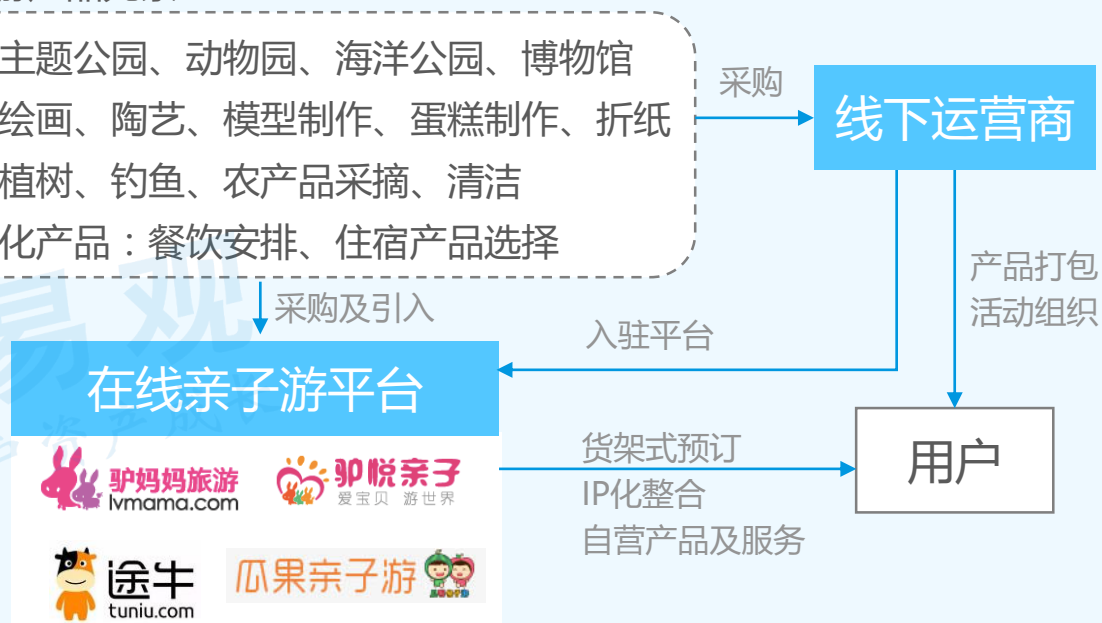 主题公园、动物园、海洋公园、博物馆
绘画、陶艺、模型制作、蛋糕制作、折纸
植树、钓鱼、农产品采摘、清洁
化产品：餐饮安排、住宿产品选择
采购
线下运营商
采购及引入
入驻平台
产品打包
活动组织
在线亲子游平台
驴妈妈旅游
lvmama.com
驴悦亲子
爱宝贝 游世界
途牛
tuniu.com
瓜果亲子游
货架式预订
IP化整合
自营产品及服务
用户
易观